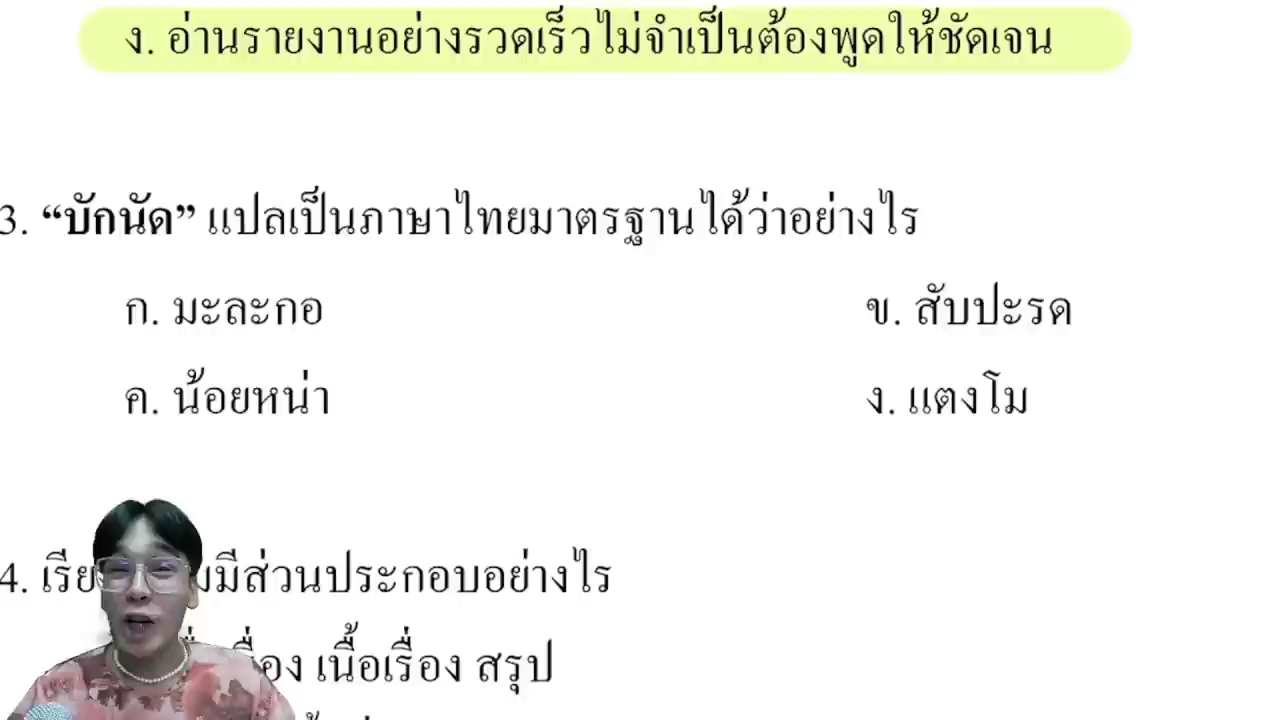 ง. อ่านรายงานอย่างรวดเร็วไม่จำเป็นต้องพูดให้ชัดเจน
3. “บักนัด” แปลเป็นภาษาไทยมาตรฐานได้ว่าอย่างไร
ก. มะละกอ ข. สับปะรด
ค. น้อยหน่า ง. แตงโม
4. มีส่วนประกอบอย่างไร
เนื้อเรื่อง สรุป